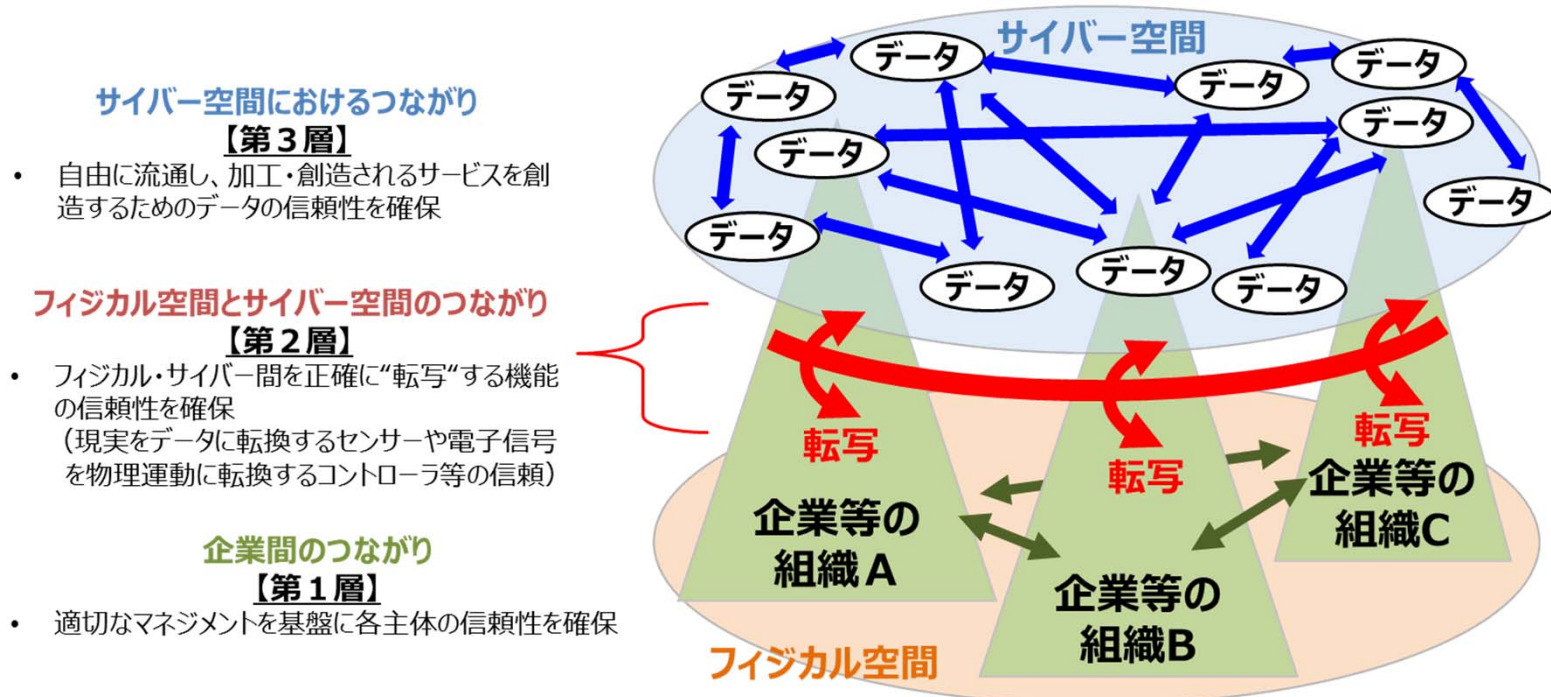 サイバー空間におけるつながり
【第３層】
• 自由に流通し、加工・創造されるサービスを創
造するためのデータの信頼性を確保
フィジカル空間とサイバー空間のつながり
【第２層】
• フィジカル・サイバー間を正確に“転写“する機能
の信頼性を確保
（現実をデータに転換するセンサーや電子信号
を物理運動に転換するコントローラ等の信頼）
企業間のつながり
【第１層】
• 適切なマネジメントを基盤に各主体の信頼性を確保
サイバー空間
データ
データ
データ
データ
データ
データ
データ
データ
データ
データ
データ
データ
転写
転写
転写
企業等の
組織A
企業等の
組織B
企業等の
組織C
フィジカル空間